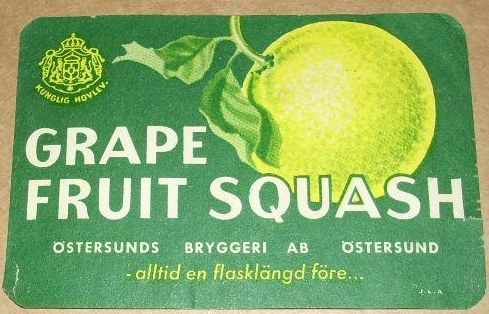 KUNGLIG HOVLEV.
GRAPE
FRUIT SQUASH
ÖSTERSUNDS BRYGGERI AB ÖSTERSUND
- alltid en flasklängd före...
J L A